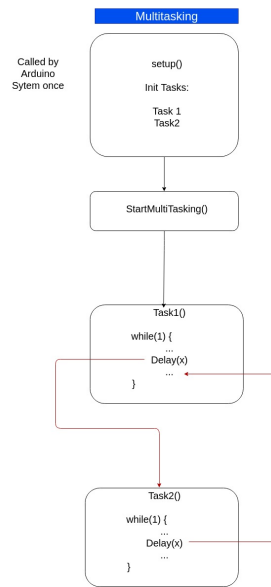 Multitasking
Called by
Arduino
Sytem once
setup()
Init Tasks:
Task 1
Task2
StartMultiTasking()
Task1()
while(1) {
...
Delay(x)
...
}
Task2()
while(1) {
...
Delay(x)
...
}